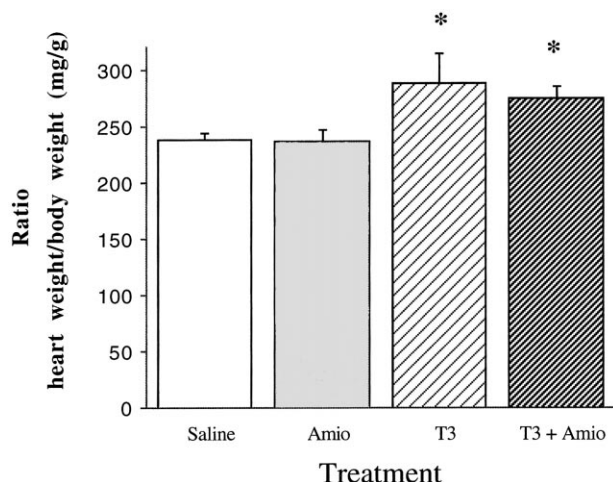 * *
300
250
200
150
100
50
0
Ratio
heart weight/body weight (mg/g)
Saline Amio T3 T3 + Amio
Treatment